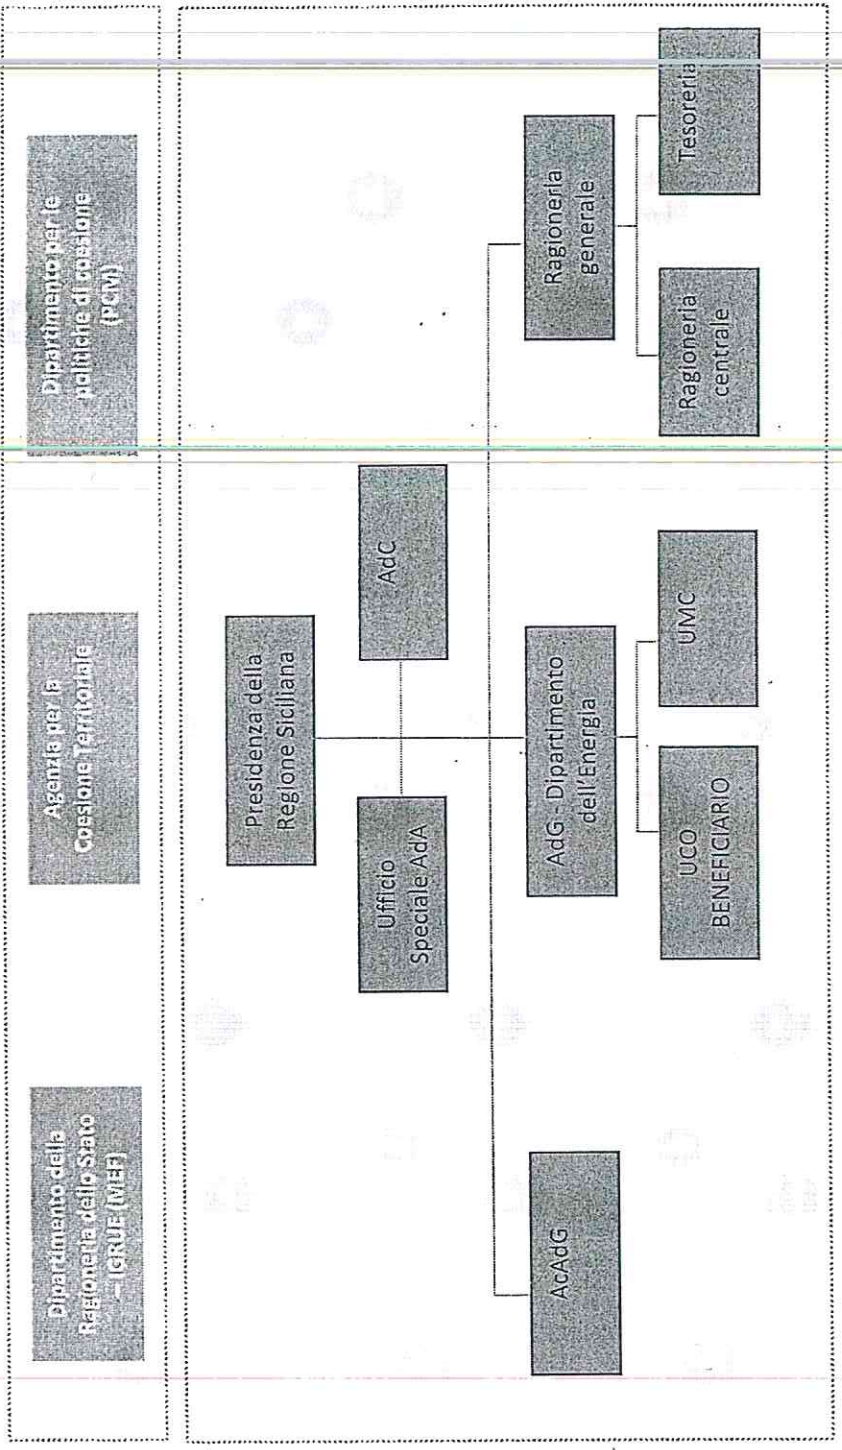 Dipartimento della
Ragioneria dello Stato
– IGRUE (MEF)
Agenzia per la
Coesione Territoriale
Dipartimento per le
politiche di coesione
(PCM)
Presidenza della
Regione Siciliana
Ufficio
Speciale AdA
AdC
AcAdG
AdG - Dipartimento
dell'Energia
Ragioneria
generale
UCO
BENEFICIARIO
UMC
Ragioneria
centrale
Tesoreria